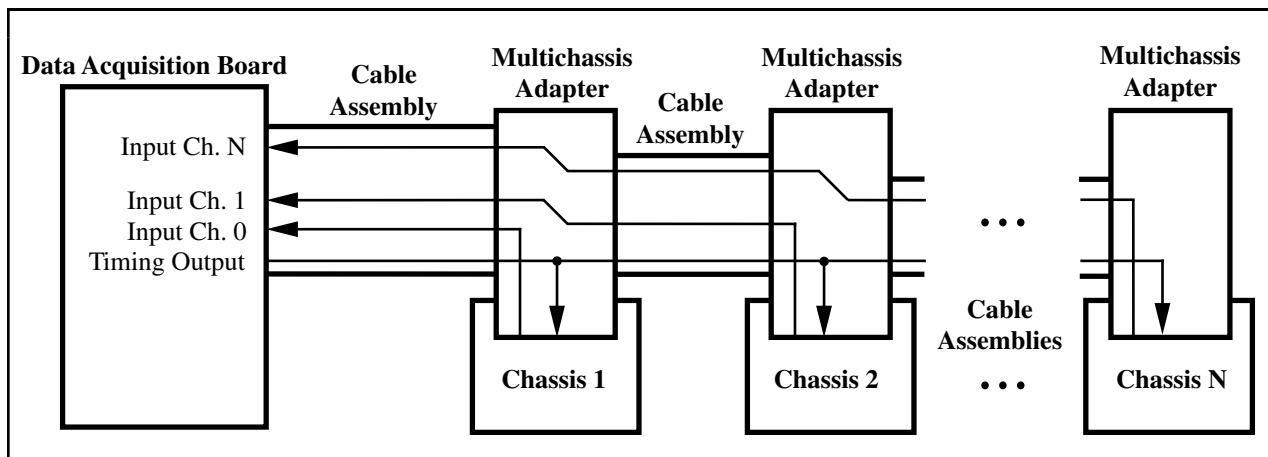 Data Acquisition Board
Cable
Assembly
Multichassis
Adapter
Cable
Assembly
Multichassis
Adapter
Multichassis
Adapter
Input Ch. N
Input Ch. 1
Input Ch. 0
Timing Output
• • •
Cable
Assemblies
• • •
Chassis 1
Chassis 2
Chassis N